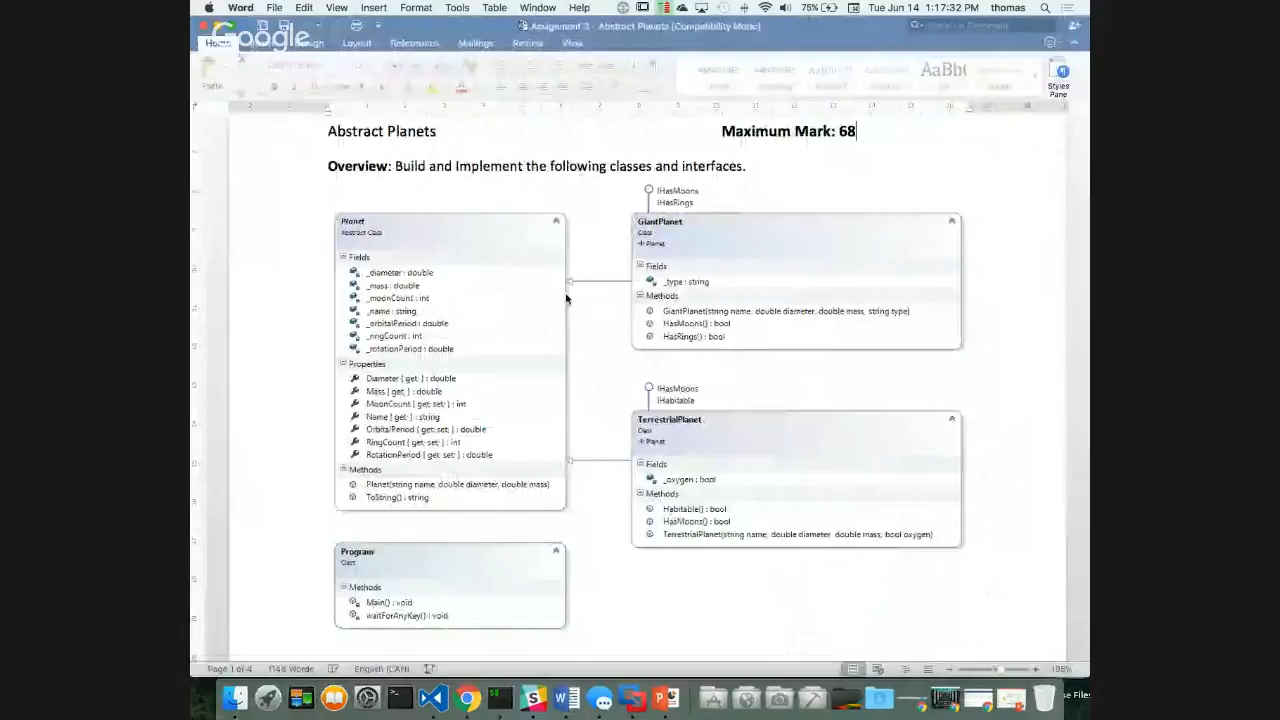 Word File Edit View Insert Format Tools Table Window Help 75% Tue Jun 14 1:17:32 PM thomas
Assignment 3 - Abstract Planets (Compatibility Mode)
Google
Home Design Layout References Mailings Review View
Paste
AaBb(
Styles
Pane
Abstract Planets Maximum Mark: 68
Overview: Build and Implement the following classes and interfaces.
IHasMoons
IHasRings
Planet
Abstract Class
Fields
_diameter : double
_mass : double
_moonCount : int
_name : string
_orbitalPeriod : double
_ringCount : int
_rotationPeriod : double
Properties
Diameter { get; } : double
Mass { get; } : double
MoonCount { get; set; } : int
Name { get; } : string
OrbitalPeriod { get; set; } : double
RingCount { get; set; } : int
RotationPeriod { get; set; } : double
Methods
Planet(string name, double diameter, double mass)
ToString() : string
GiantPlanet
Class
Planet
Fields
_type : string
Methods
GiantPlanet(string name, double diameter, double mass, string type)
HasMoons() : bool
HasRings() : bool
IHasMoons
IHabitable
TerrestrialPlanet
Class
Planet
Fields
_oxygen : bool
Methods
Habitable() : bool
HasMoons() : bool
TerrestrialPlanet(string name, double diameter, double mass, bool oxygen)
Program
Class
Methods
Main() : void
waitForAnyKey() : void
Page 1 of 4 1148 Words English (CAN) 195%
se Files